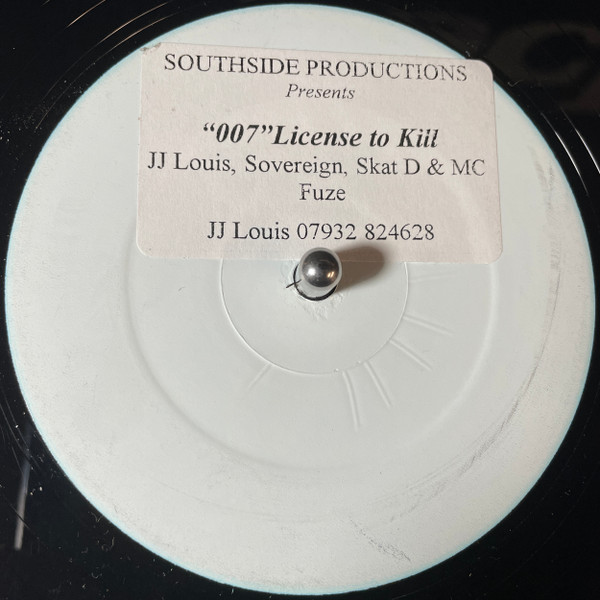 SOUTHSIDE PRODUCTIONS
Presents
“007”License to Kill
JJ Louis, Sovereign, Skat D & MC
Fuze
JJ Louis 07932 824628